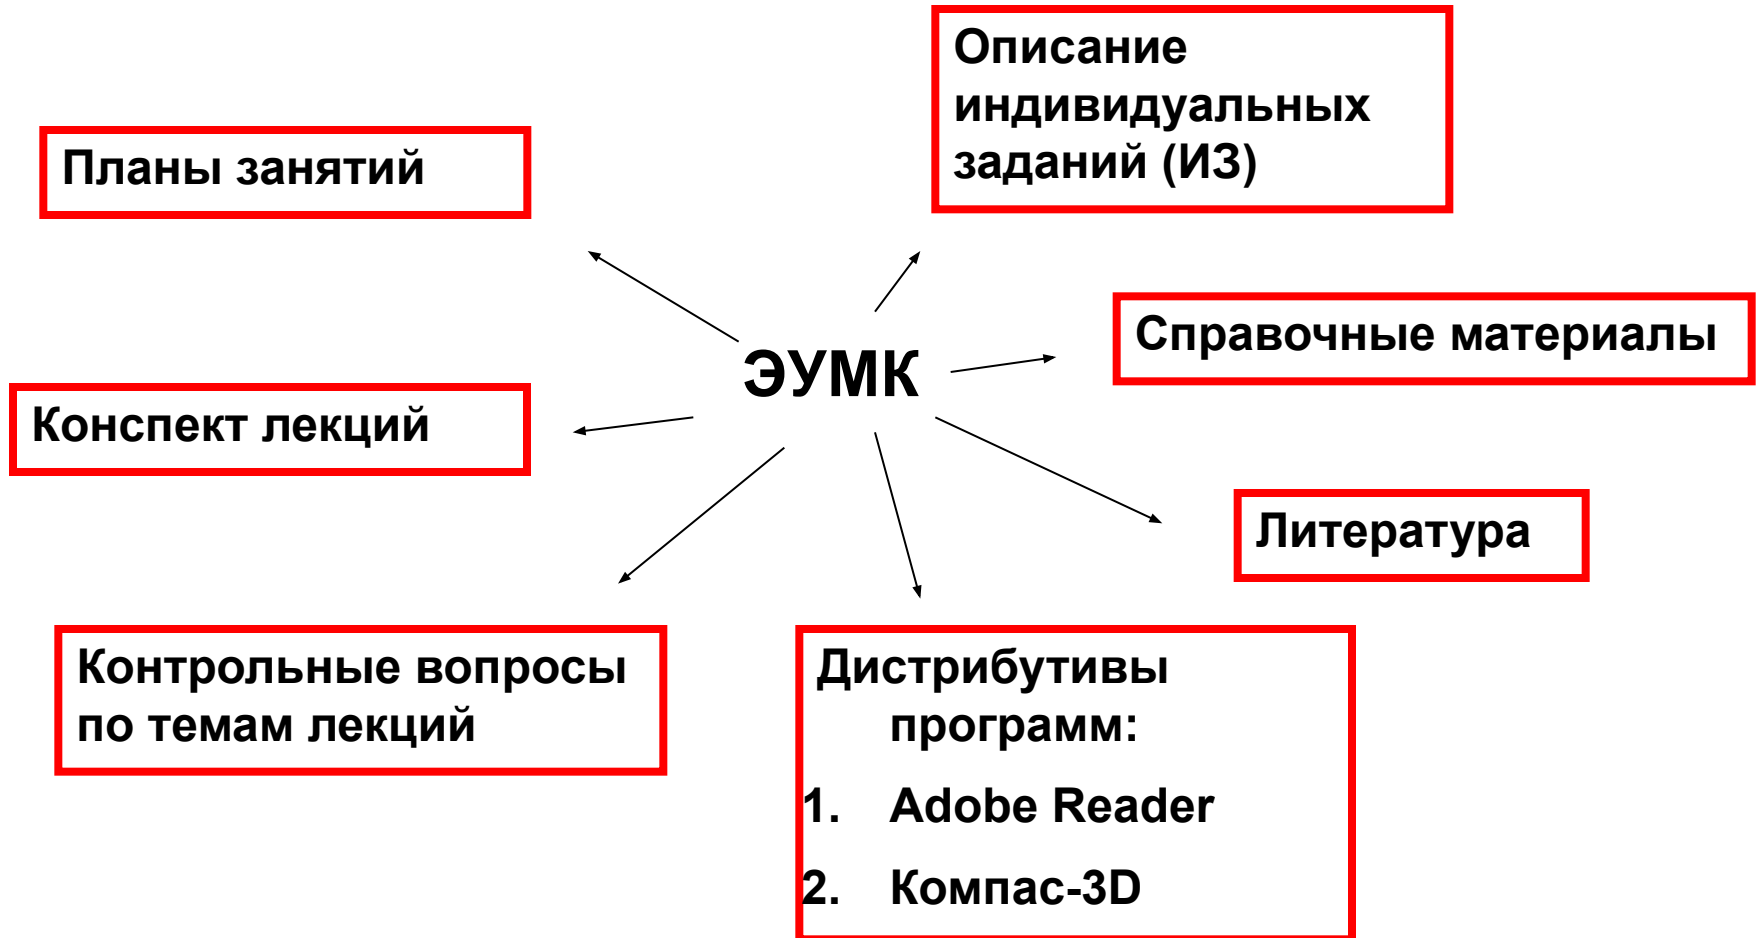 Описание
индивидуальных
заданий (ИЗ)
Планы занятий
Справочные материалы
ЭУМК
Конспект лекций
Литература
Контрольные вопросы
по темам лекций
Дистрибутивы
программ:
1. Adobe Reader
2. Компас-3D